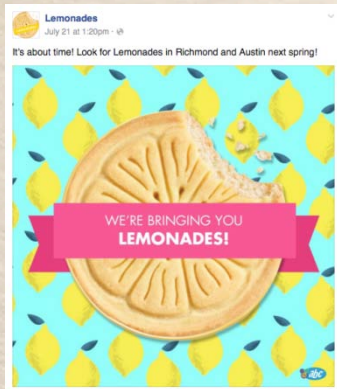 Lemonades
July 21 at 1:20pm ·
It's about time! Look for Lemonades in Richmond and Austin next spring!
WE'RE BRINGING YOU
LEMONADES!
abc